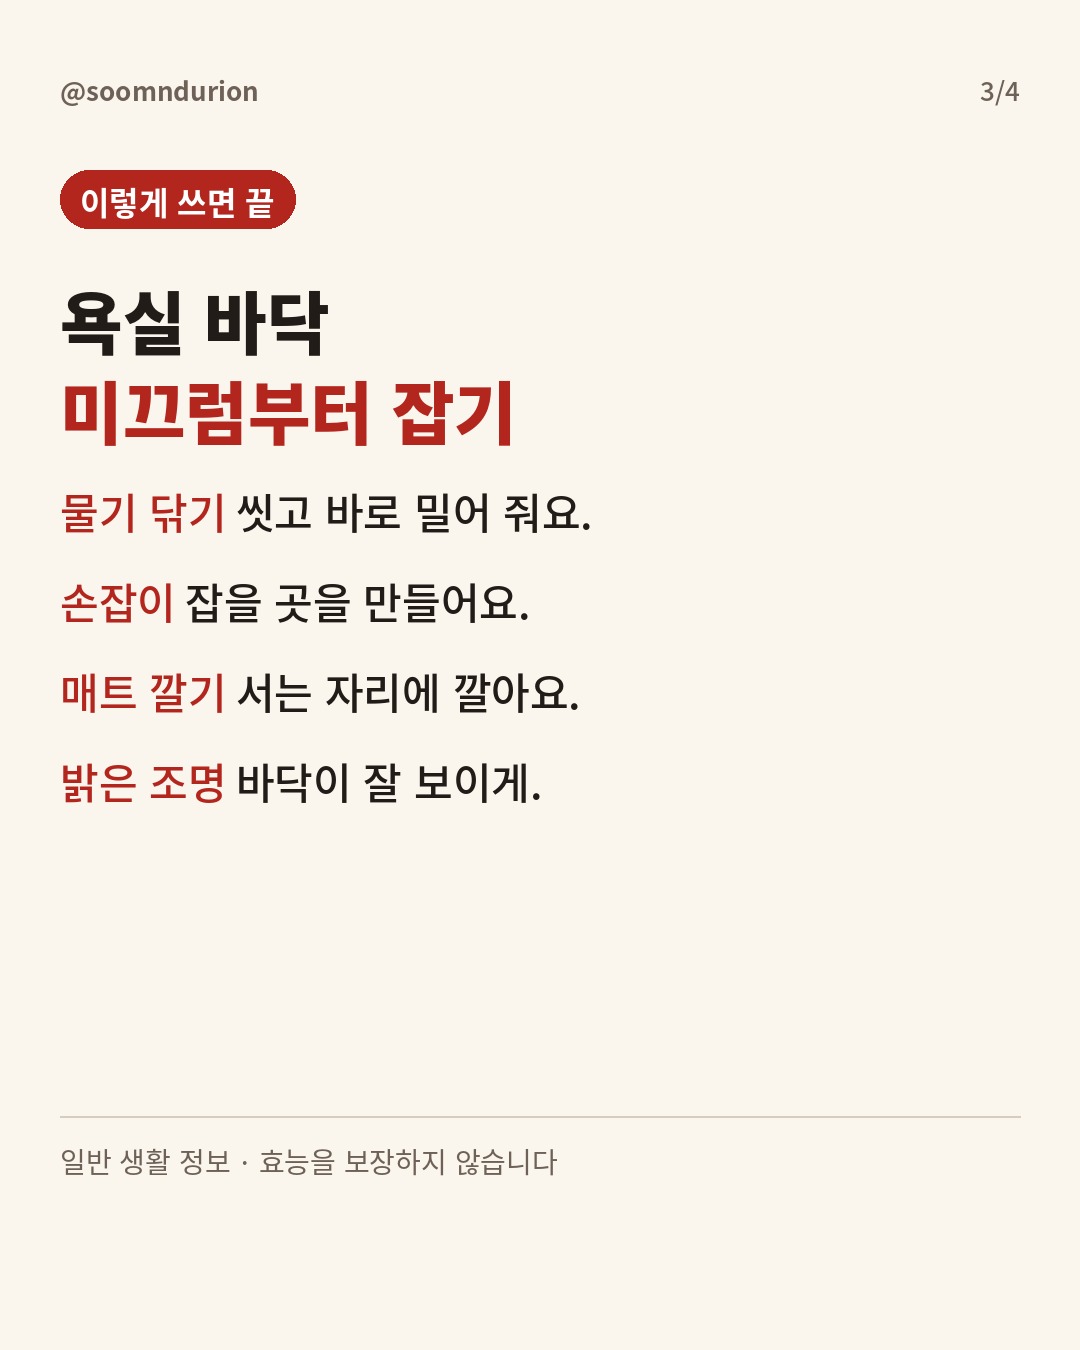 @soomndurion
3/4
이렇게 쓰면 끝
욕실 바닥
미끄럼부터 잡기
물기 닦기 씻고 바로 밀어 줘요.
손잡이 잡을 곳을 만들어요.
매트 깔기 서는 자리에 깔아요.
밝은 조명 바닥이 잘 보이게.
일반 생활 정보 · 효능을 보장하지 않습니다